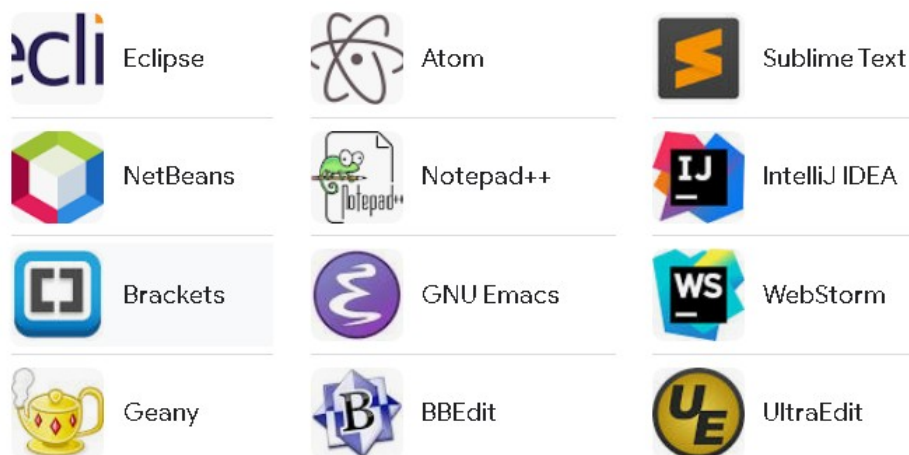 ecli Eclipse
Atom
Sublime Text
NetBeans
Notepad++ Notepad++
IJ IntelliJ IDEA
Brackets
GNU Emacs
WS WebStorm
Geany
B BBEdit
UE UltraEdit